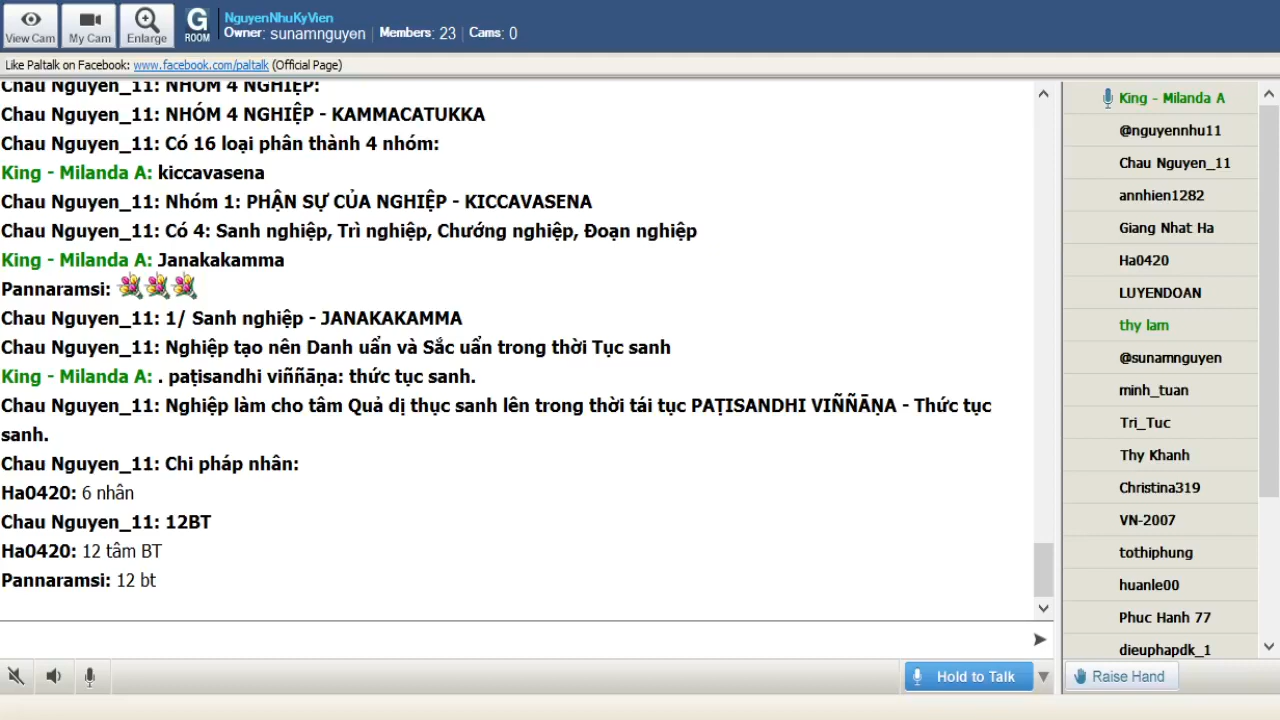 View Cam
My Cam
Enlarge
G
ROOM
NguyenNhuKyVien
Owner: sunamnguyen | Members: 23 | Cams: 0
Like Paltalk on Facebook: www.facebook.com/paltalk (Official Page)
Chau Nguyen_11: NHÓM 4 NGHIỆP:
Chau Nguyen_11: NHÓM 4 NGHIỆP - KAMMACATUKKA
Chau Nguyen_11: Có 16 loại phân thành 4 nhóm:
King - Milanda A: kiccavasena
Chau Nguyen_11: Nhóm 1: PHẬN SỰ CỦA NGHIỆP - KICCAVASENA
Chau Nguyen_11: Có 4: Sanh nghiệp, Trì nghiệp, Chướng nghiệp, Đoạn nghiệp
King - Milanda A: Janakakamma
Pannaramsi:
Chau Nguyen_11: 1/ Sanh nghiệp - JANAKAKAMMA
Chau Nguyen_11: Nghiệp tạo nên Danh uẩn và Sắc uẩn trong thời Tục sanh
King - Milanda A: . paṭisandhi viññāṇa: thức tục sanh.
Chau Nguyen_11: Nghiệp làm cho tâm Quả dị thục sanh lên trong thời tái tục PAṬISANDHI VIÑÑĀṆA - Thức tục
sanh.
Chau Nguyen_11: Chi pháp nhân:
Ha0420: 6 nhân
Chau Nguyen_11: 12BT
Ha0420: 12 tâm BT
Pannaramsi: 12 bt
King - Milanda A
@nguyennhu11
Chau Nguyen_11
annhien1282
Giang Nhat Ha
Ha0420
LUYENDOAN
thy lam
@sunamnguyen
minh_tuan
Tri_Tuc
Thy Khanh
Christina319
VN-2007
tothiphung
huanle00
Phuc Hanh 77
dieuphapdk_1
Hold to Talk
Raise Hand